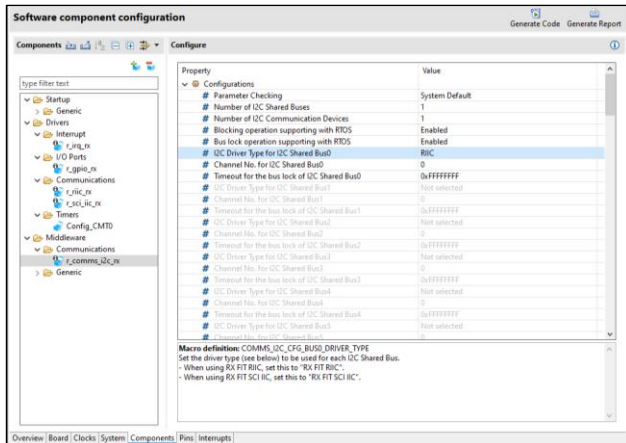 Software component configuration
Generate Code Generate Report
Components
Configure
type filter text
Startup
Generic
Drivers
Interrupt
r_irq_rx
I/O Ports
r_gpio_rx
Communications
r_riic_rx
r_sci_iic_rx
Timers
Config_CMT0
Middleware
Communications
r_comms_i2c_rx
Generic
Property Value
Configurations
# Parameter Checking System Default
# Number of I2C Shared Buses 1
# Number of I2C Communication Devices 1
# Blocking operation supporting with RTOS Enabled
# Bus lock operation supporting with RTOS Enabled
# I2C Driver Type for I2C Shared Bus0 RIIC
# Channel No. for I2C Shared Bus0 0
# Timeout for the bus lock of I2C Shared Bus0 0xFFFFFFFF
# I2C Driver Type for I2C Shared Bus1 Not selected
# Channel No. for I2C Shared Bus1 0
# Timeout for the bus lock of I2C Shared Bus1 0xFFFFFFFF
# I2C Driver Type for I2C Shared Bus2 Not selected
# Channel No. for I2C Shared Bus2 0
# Timeout for the bus lock of I2C Shared Bus2 0xFFFFFFFF
# I2C Driver Type for I2C Shared Bus3 Not selected
# Channel No. for I2C Shared Bus3 0
# Timeout for the bus lock of I2C Shared Bus3 0xFFFFFFFF
# I2C Driver Type for I2C Shared Bus4 Not selected
# Channel No. for I2C Shared Bus4 0
# Timeout for the bus lock of I2C Shared Bus4 0xFFFFFFFF
# I2C Driver Type for I2C Shared Bus5 Not selected
# Channel No. for I2C Shared Bus5 0
Macro definition: COMMS_I2C_CFG_BUS0_DRIVER_TYPE
Set the driver type (see below) to be used for each I2C Shared Bus.
- When using RX FIT RIIC, set this to "RX FIT RIIC".
- When using RX FIT SCI IIC, set this to "RX FIT SCI IIC".
Overview Board Clocks System Components Pins Interrupts